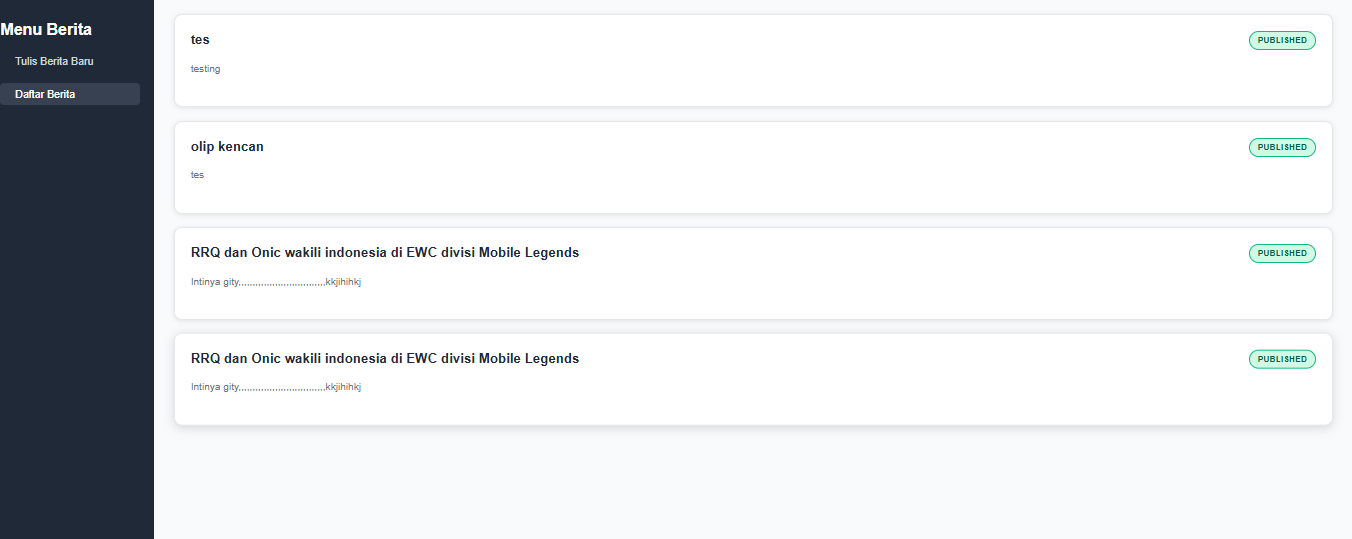 Menu Berita
Tulis Berita Baru
Daftar Berita
tes
PUBLISHED
testing
olip kencan
PUBLISHED
tes
RRQ dan Onic wakili indonesia di EWC divisi Mobile Legends
PUBLISHED
Intinya gity,,,,,,,,,,,,,,,,,,,,,,,,,,,,,,,kkjihihkj
RRQ dan Onic wakili indonesia di EWC divisi Mobile Legends
PUBLISHED
Intinya gity,,,,,,,,,,,,,,,,,,,,,,,,,,,,,,,kkjihihkj